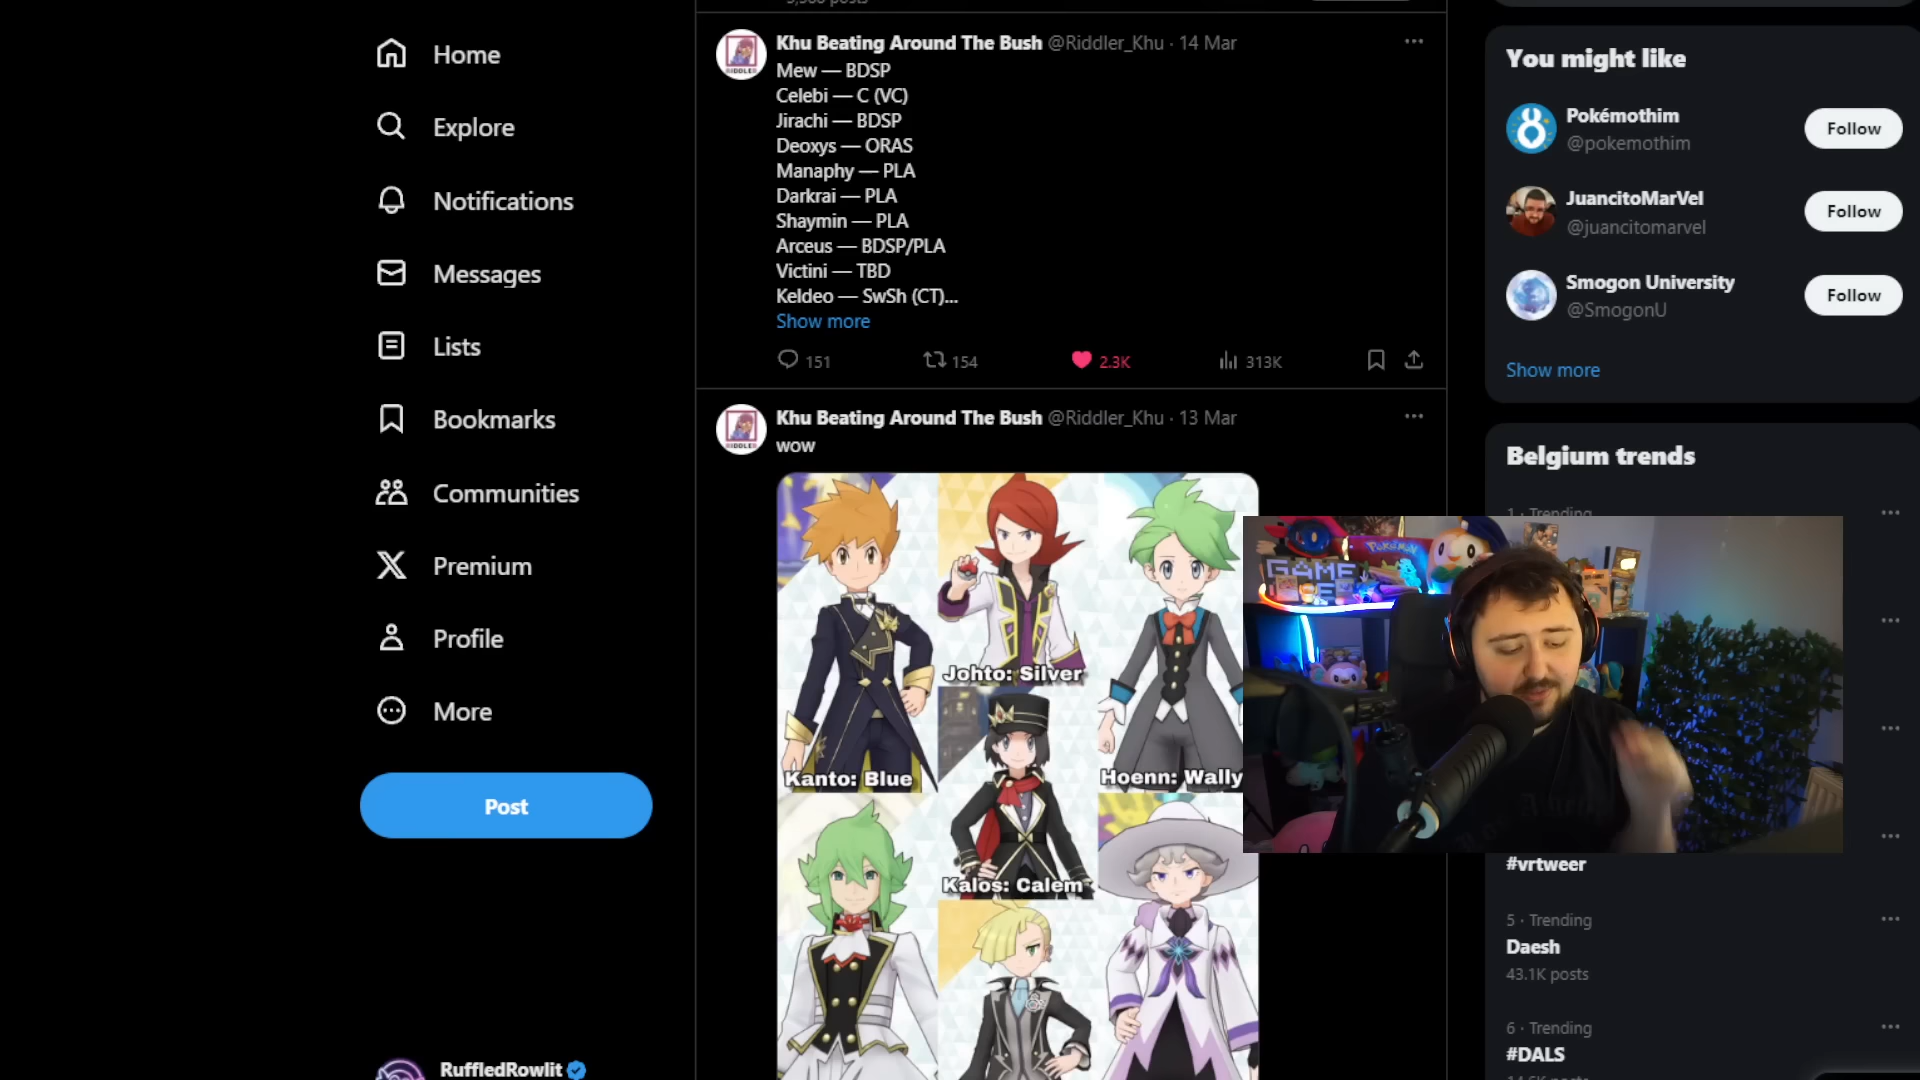 Home
Explore
Notifications
Messages
Lists
Bookmarks
Communities
Premium
Profile
More
Post
RuffledRowlit
Khu Beating Around The Bush @Riddler_Khu · 14 Mar
Mew — BDSP
Celebi — C (VC)
Jirachi — BDSP
Deoxys — ORAS
Manaphy — PLA
Darkrai — PLA
Shaymin — PLA
Arceus — BDSP/PLA
Victini — TBD
Keldeo — SwSh (CT)...
Show more
151
154
2.3K
313K
Khu Beating Around The Bush @Riddler_Khu · 13 Mar
wow
Johto: Silver
Kanto: Blue
Hoenn: Wally
Kalos: Calem
You might like
Pokémothim
@pokemothim
Follow
JuancitoMarVel
@juancitomarvel
Follow
Smogon University
@SmogonU
Follow
Show more
Belgium trends
1 · Trending
POKéMON
GAME
#vrtweer
5 · Trending
Daesh
43.1K posts
6 · Trending
#DALS